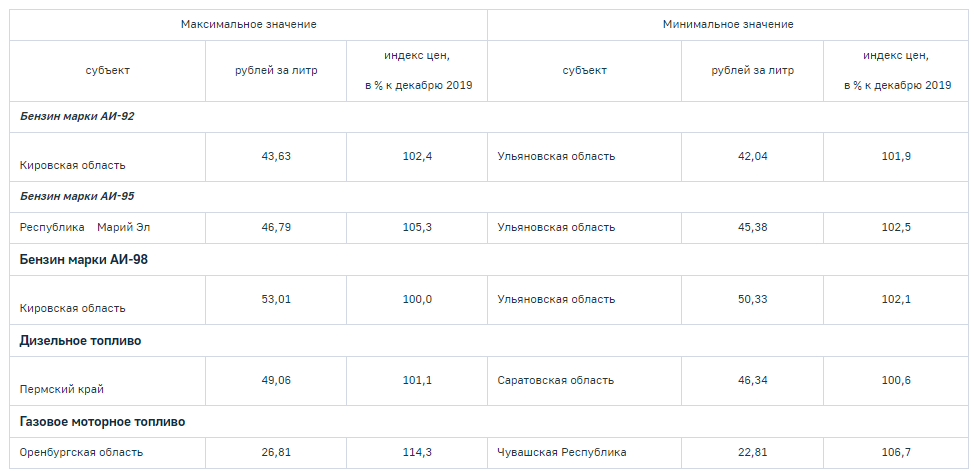 Максимальное значение Минимальное значение
субъект рублей за литр индекс цен, в % к декабрю 2019 субъект рублей за литр индекс цен, в % к декабрю 2019
Бензин марки АИ-92
Кировская область 43,63 102,4 Ульяновская область 42,04 101,9
Бензин марки АИ-95
Республика Марий Эл 46,79 105,3 Ульяновская область 45,38 102,5
Бензин марки АИ-98
Кировская область 53,01 100,0 Ульяновская область 50,33 102,1
Дизельное топливо
Пермский край 49,06 101,1 Саратовская область 46,34 100,6
Газовое моторное топливо
Оренбургская область 26,81 114,3 Чувашская Республика 22,81 106,7